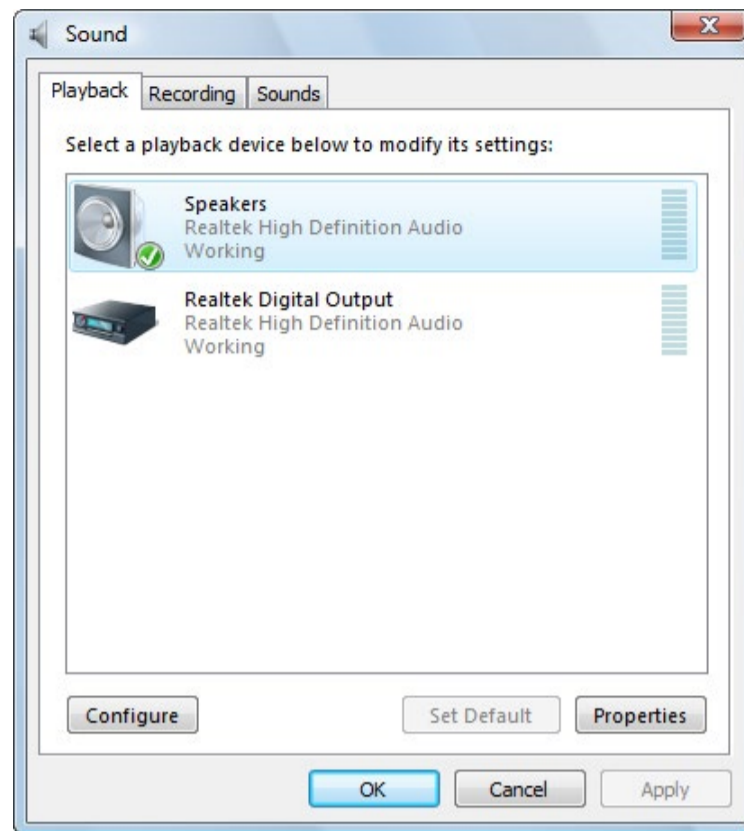 Sound
Playback Recording Sounds
Select a playback device below to modify its settings:
Speakers
Realtek High Definition Audio
Working
Realtek Digital Output
Realtek High Definition Audio
Working
Configure Set Default Properties
OK Cancel Apply